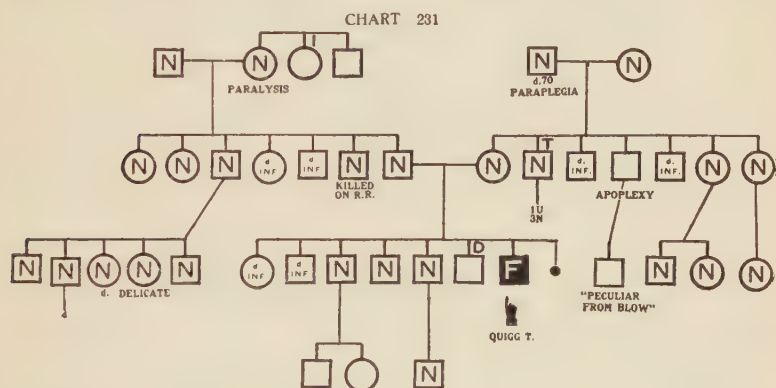 CHART 231
I
N N N N
d.70
PARALYSIS PARAPLEGIA
T
N N N d INF. d INF. N N N N d. INF. d. INF. N N
KILLED ON R.R. APOPLEXY
1U
3N
D
N N N N N d INF d INF N N N F N N N
d. DELICATE
4
"PECULIAR
FROM BLOW"
QUIGG T.
N